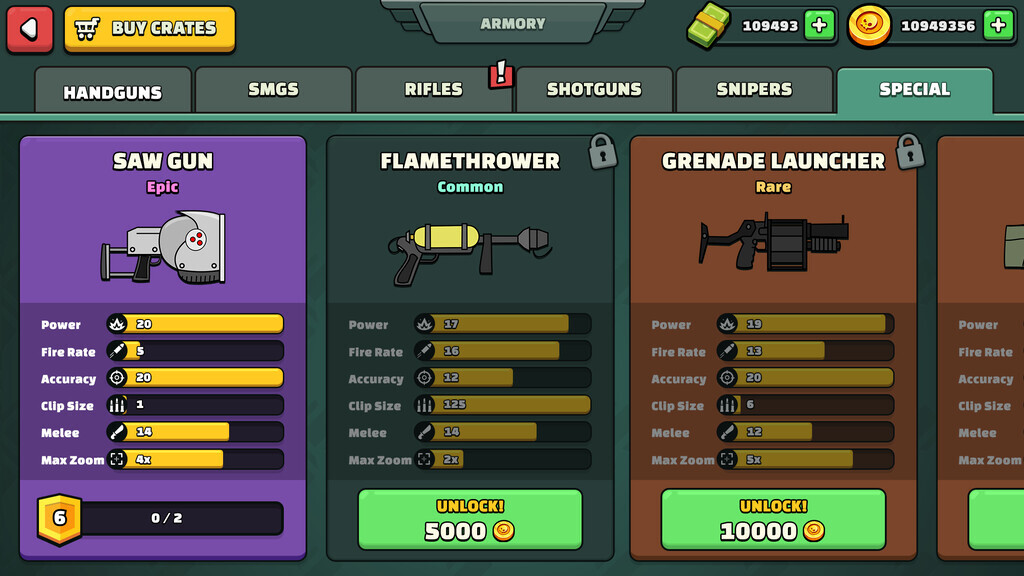 BUY CRATES
ARMORY
109493
10949356
HANDGUNS
SMGS
RIFLES
!
SHOTGUNS
SNIPERS
SPECIAL
SAW GUN
Epic
Power 20
Fire Rate 5
Accuracy 20
Clip Size 1
Melee 14
Max Zoom 4x
6
0 / 2
FLAMETHROWER
Common
Power 17
Fire Rate 16
Accuracy 12
Clip Size 125
Melee 14
Max Zoom 2x
UNLOCK!
5000
GRENADE LAUNCHER
Rare
Power 19
Fire Rate 13
Accuracy 20
Clip Size 6
Melee 12
Max Zoom 5x
UNLOCK!
10000
Power
Fire Rate
Accuracy
Clip Size
Melee
Max Zoom